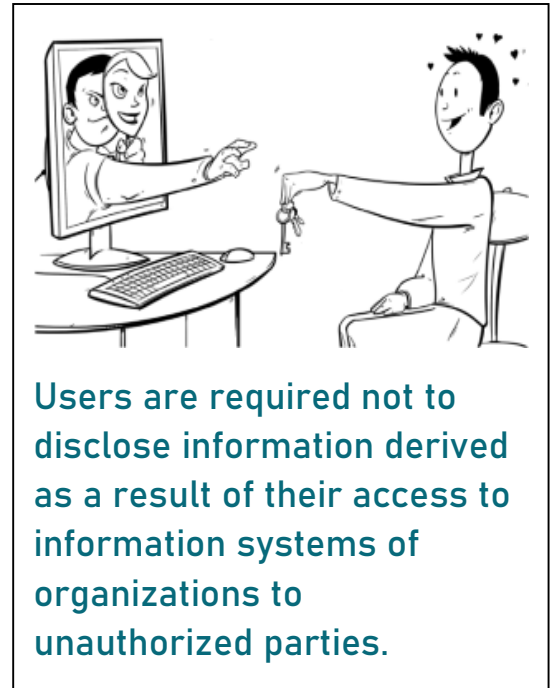 Users are required not to
disclose information derived
as a result of their access to
information systems of
organizations to
unauthorized parties.